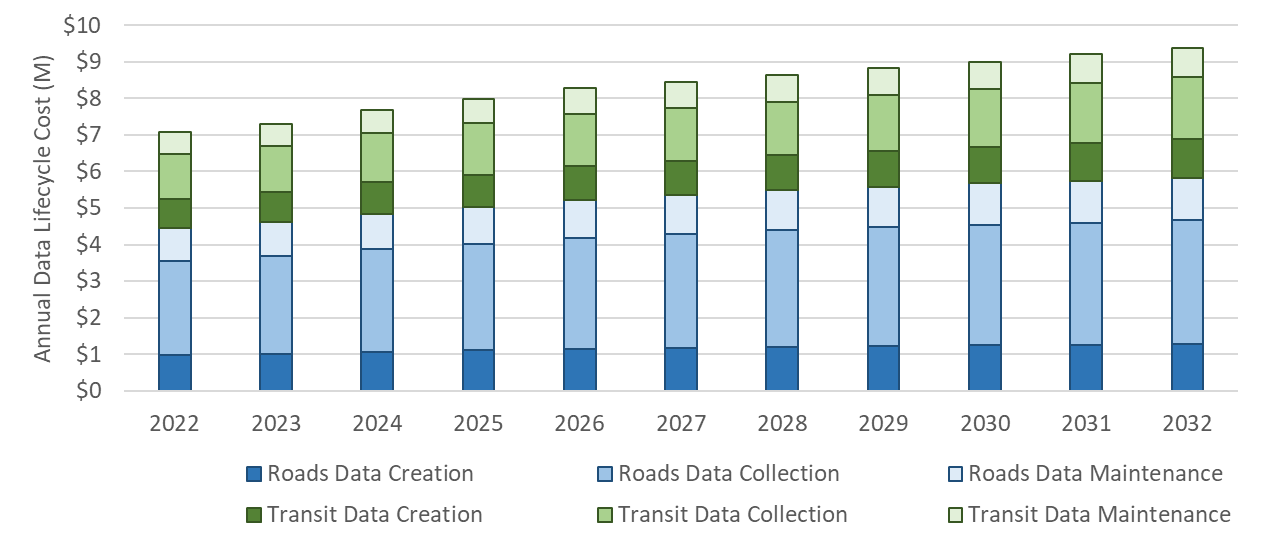 Annual Data Lifecycle Cost (M)
$10
$9
$8
$7
$6
$5
$4
$3
$2
$1
$0
2022 2023 2024 2025 2026 2027 2028 2029 2030 2031 2032
Roads Data Creation Roads Data Collection Roads Data Maintenance
Transit Data Creation Transit Data Collection Transit Data Maintenance